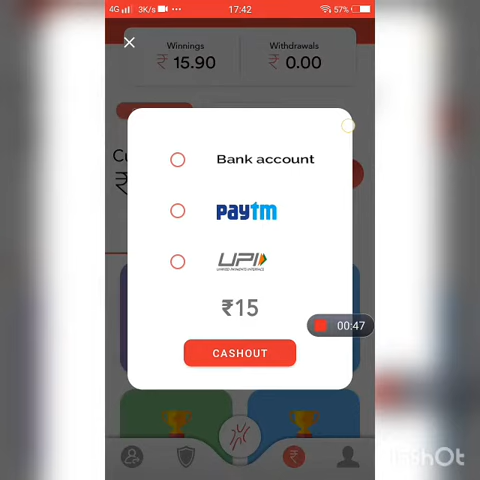 4G 3K/s 17:42 57%
Winnings Withdrawals
₹ 15.90 ₹ 0.00
Bank account
Paytm
UPI
UNIFIED PAYMENTS INTERFACE
₹15
00:47
CASHOUT
InShOt